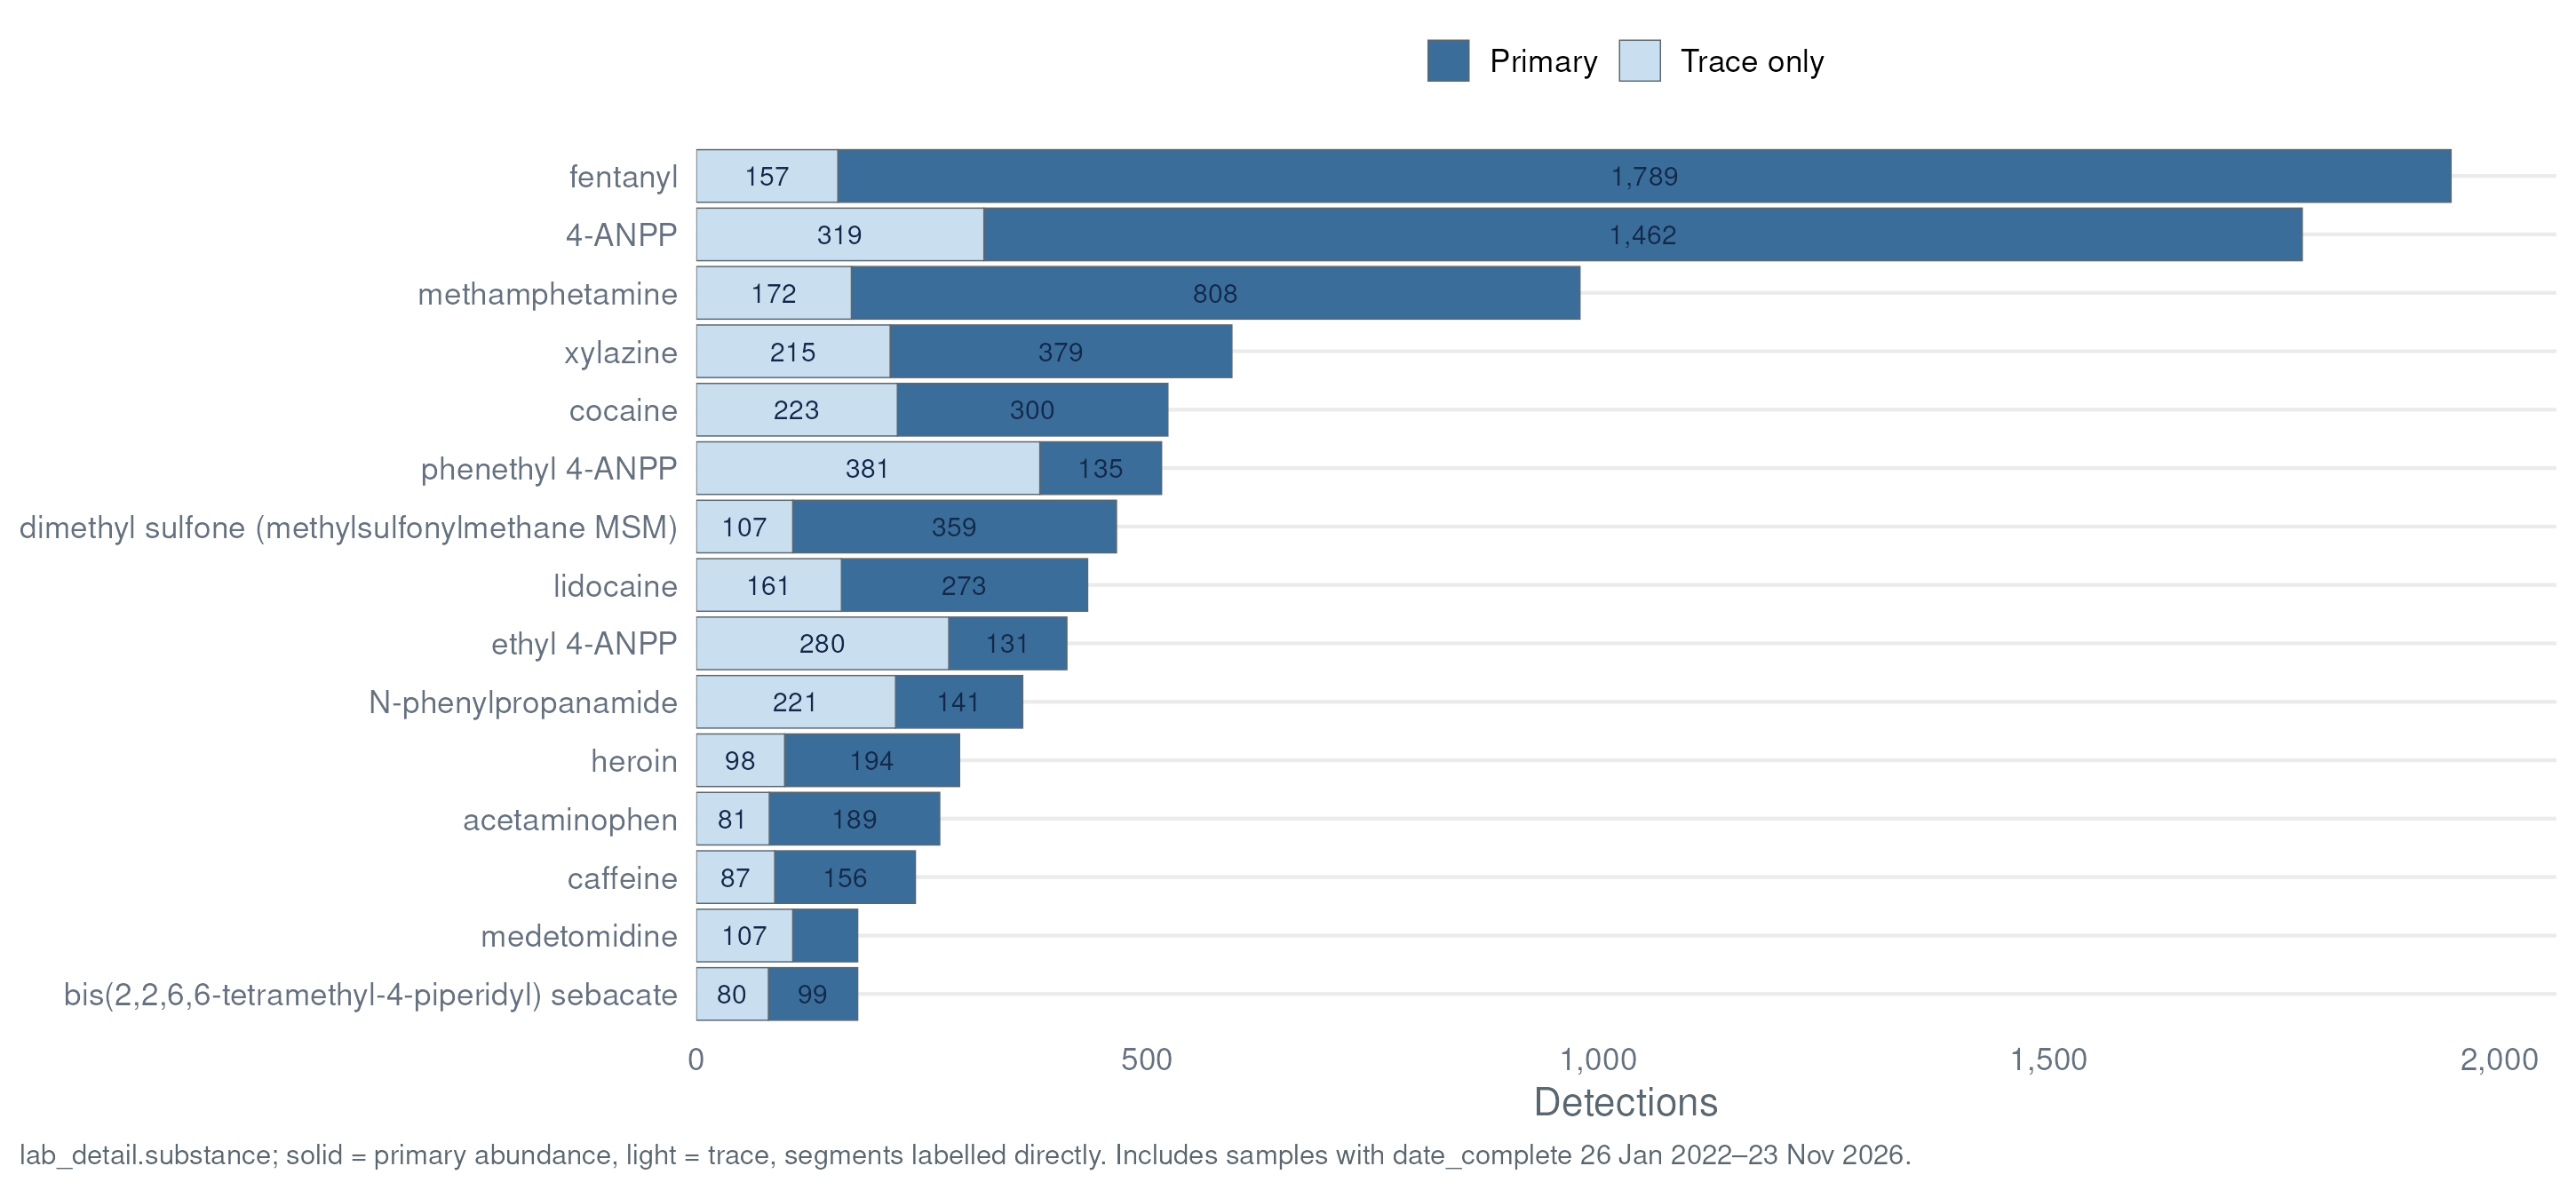 Primary Trace only
fentanyl 157 1,789
4-ANPP 319 1,462
methamphetamine 172 808
xylazine 215 379
cocaine 223 300
phenethyl 4-ANPP 381 135
dimethyl sulfone (methylsulfonylmethane MSM) 107 359
lidocaine 161 273
ethyl 4-ANPP 280 131
N-phenylpropanamide 221 141
heroin 98 194
acetaminophen 81 189
caffeine 87 156
medetomidine 107
bis(2,2,6,6-tetramethyl-4-piperidyl) sebacate 80 99
0 500 1,000 1,500 2,000
Detections
lab_detail.substance; solid = primary abundance, light = trace, segments labelled directly. Includes samples with date_complete 26 Jan 2022–23 Nov 2026.